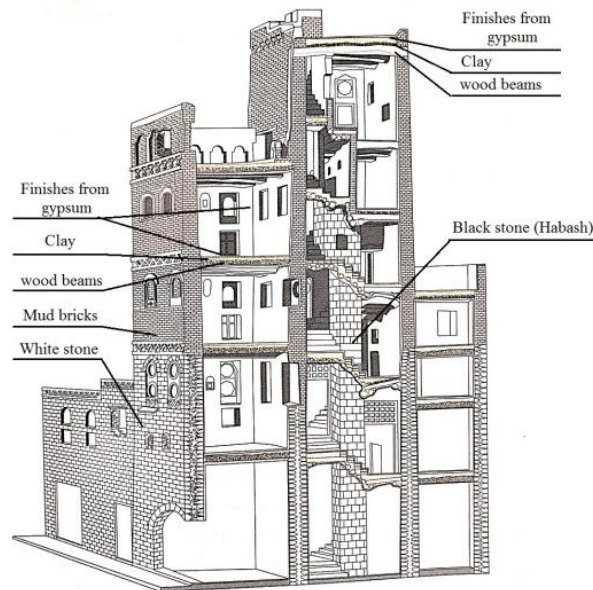 Finishes from
gypsum
Clay
wood beams
Finishes from
gypsum
Clay
wood beams
Mud bricks
White stone
Black stone (Habash)